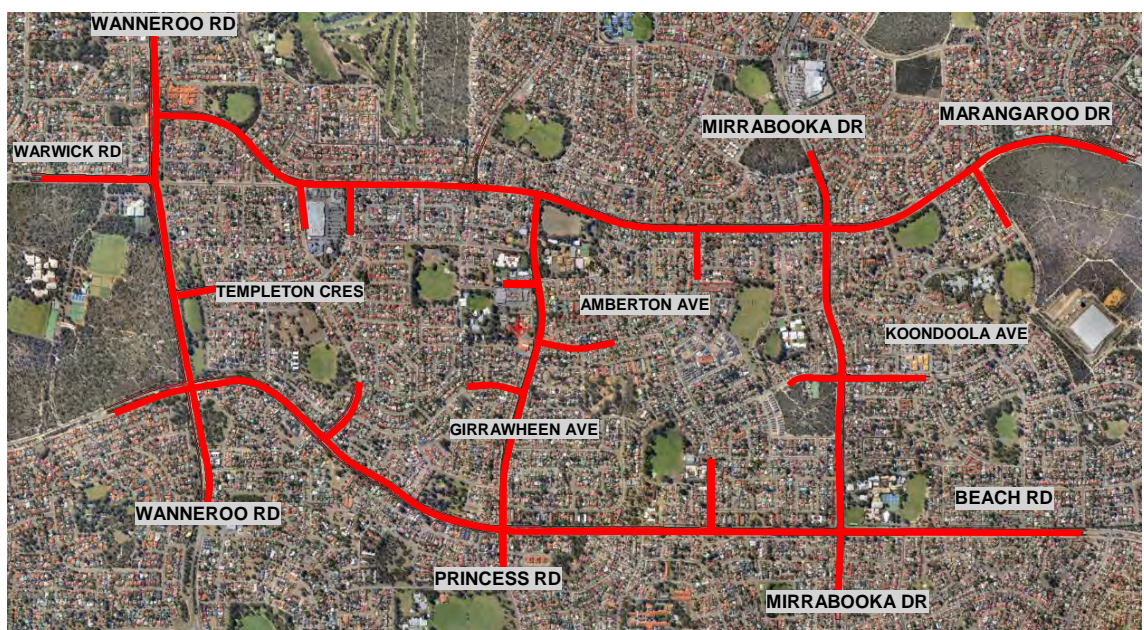 WANNEROO RD
MARANGAROO DR
MIRRABOOKA DR
WARWICK RD
TEMPLETON CRES
AMBERTON AVE
KOONDOOLA AVE
GIRRAWHEEN AVE
BEACH RD
WANNEROO RD
PRINCESS RD
MIRRABOOKA DR